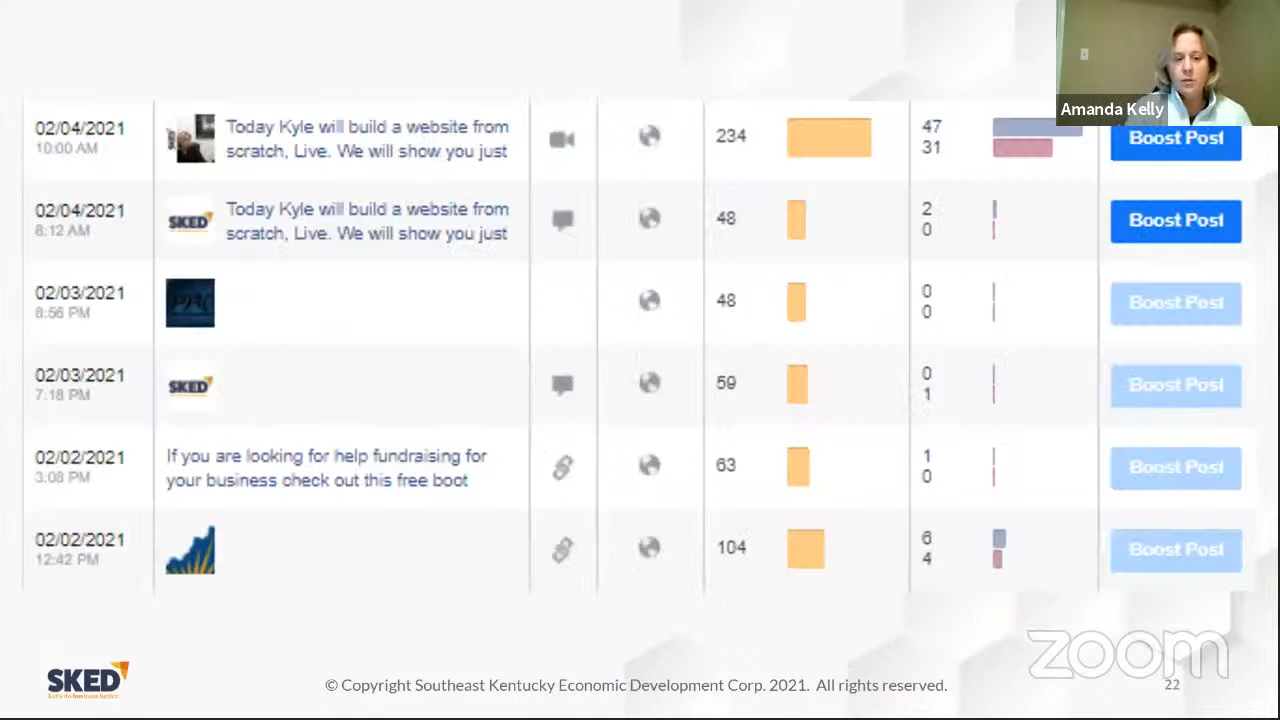 Amanda Kelly
02/04/2021
10:00 AM
Today Kyle will build a website from
scratch, Live. We will show you just
234
47
31
Boost Post
02/04/2021
8:12 AM
SKED
Today Kyle will build a website from
scratch, Live. We will show you just
48
2
0
Boost Post
02/03/2021
8:56 PM
48
0
0
Boost Post
02/03/2021
7:18 PM
SKED
59
0
1
Boost Post
02/02/2021
3:08 PM
If you are looking for help fundraising for
your business check out this free boot
63
1
0
Boost Post
02/02/2021
12:42 PM
104
6
4
Boost Post
zoom
SKED
Let's do business better.
© Copyright Southeast Kentucky Economic Development Corp. 2021. All rights reserved.
22